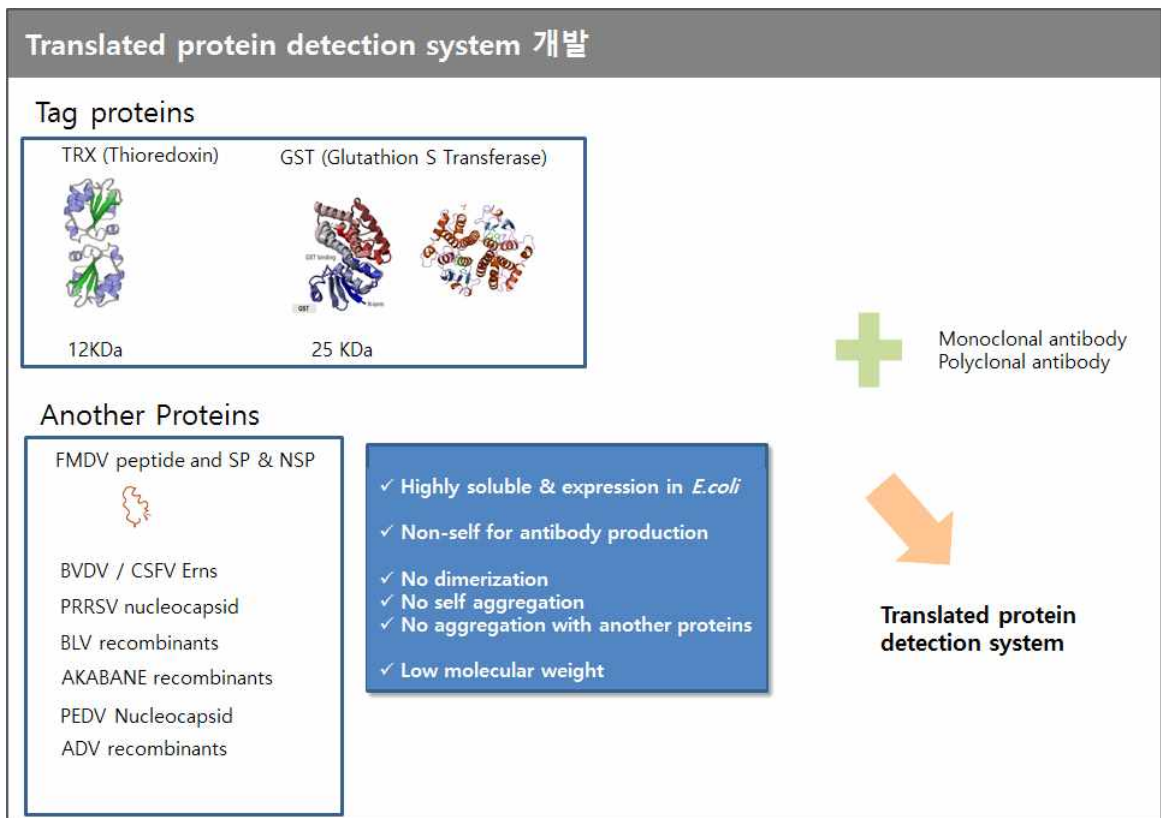 Translated protein detection system 개발
Tag proteins
TRX (Thioredoxin)
GST (Glutathion S Transferase)
GST binding
GST
12KDa
25 KDa
Monoclonal antibody
Polyclonal antibody
Another Proteins
FMDV peptide and SP & NSP
BVDV / CSFV Erns
PRRSV nucleocapsid
BLV recombinants
AKABANE recombinants
PEDV Nucleocapsid
ADV recombinants
✓ Highly soluble & expression in E.coli
✓ Non-self for antibody production
✓ No dimerization
✓ No self aggregation
✓ No aggregation with another proteins
✓ Low molecular weight
Translated protein
detection system